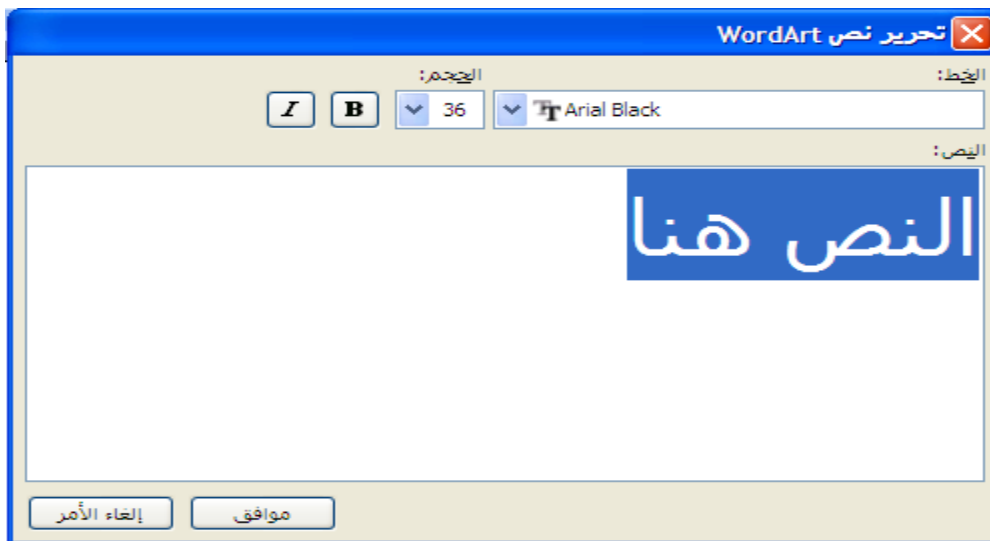 تحرير نص WordArt
الخط: الحجم:
Arial Black 36 B I
النص:
النص هنا
موافق إلغاء الأمر